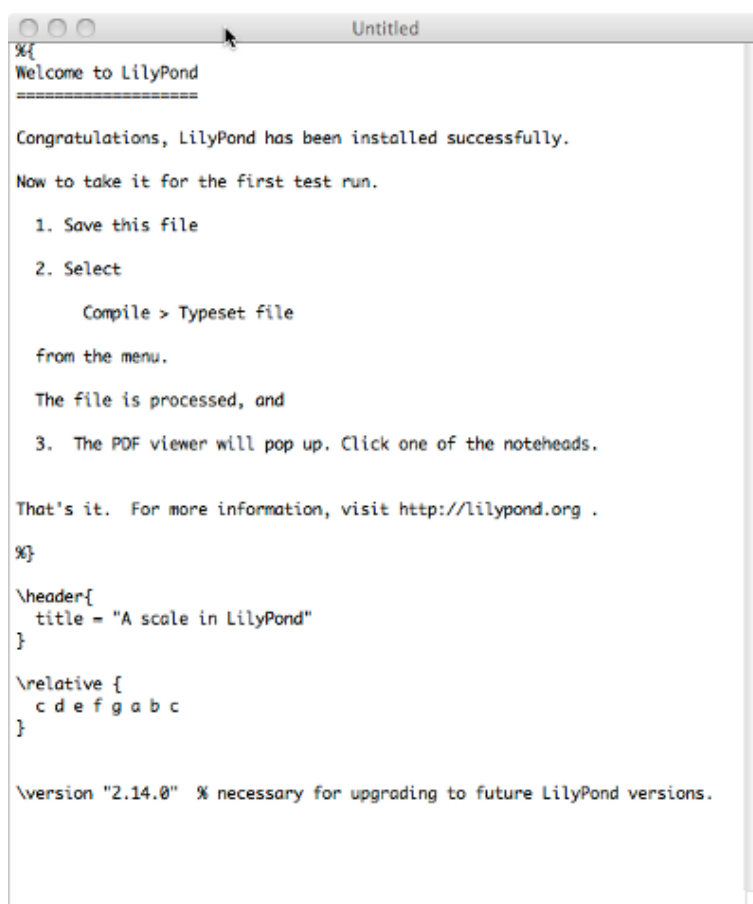 Untitled
%{
Welcome to LilyPond
===================
Congratulations, LilyPond has been installed successfully.
Now to take it for the first test run.
1. Save this file
2. Select
Compile > Typeset file
from the menu.
The file is processed, and
3.  The PDF viewer will pop up. Click one of the noteheads.
That's it.  For more information, visit http://lilypond.org .
%}
\header{
title = "A scale in LilyPond"
}
\relative {
c d e f g a b c
}
\version "2.14.0"  % necessary for upgrading to future LilyPond versions.